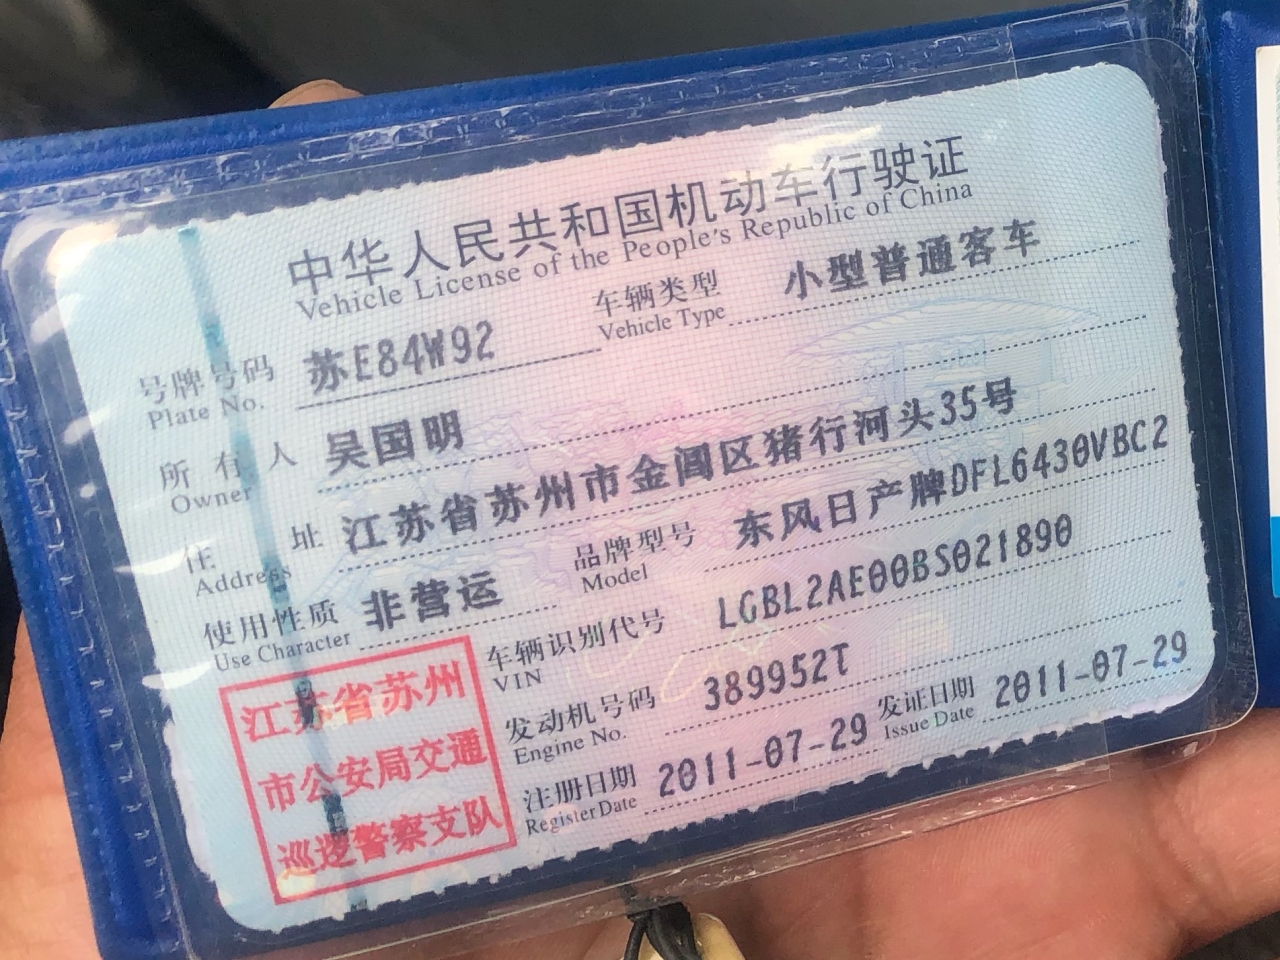 中华人民共和国机动车行驶证
Vehicle License of the People's Republic of China
号牌号码 苏E84W92 车辆类型 小型普通客车
Plate No. Vehicle Type
所有人 吴国明
Owner
住址 江苏省苏州市金阊区猪行河头35号
Address
使用性质 非营运 品牌型号 东风日产牌DFL6430VBC2
Use Character Model
车辆识别代号 LGBL2AE00BS021890
VIN
发动机号码 389952T
Engine No.
注册日期 2011-07-29 发证日期 2011-07-29
Register Date Issue Date
江苏省苏州
市公安局交通
巡逻警察支队